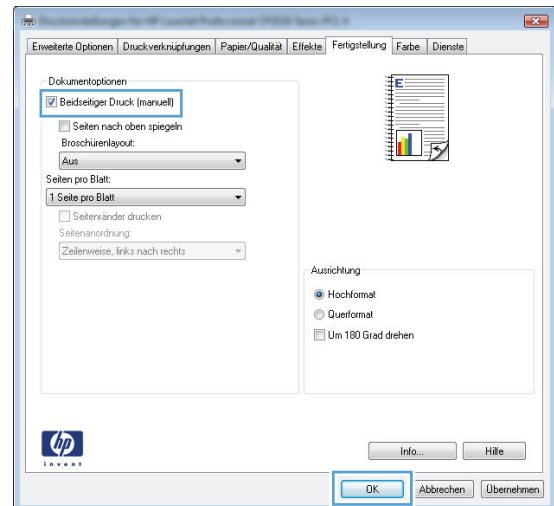 Erweiterte Optionen Druckverknüpfungen Papier/Qualität Effekte Fertigstellung Farbe Dienste
Dokumentoptionen
Beidseitiger Druck (manuell)
Seiten nach oben spiegeln
Broschürenlayout:
Aus
Seiten pro Blatt:
1 Seite pro Blatt
Seitenränder drucken
Seitenanordnung:
Zeilenweise, links nach rechts
E
Ausrichtung
Hochformat
Querformat
Um 180 Grad drehen
hp
invent
Info... Hilfe
OK Abbrechen Übernehmen